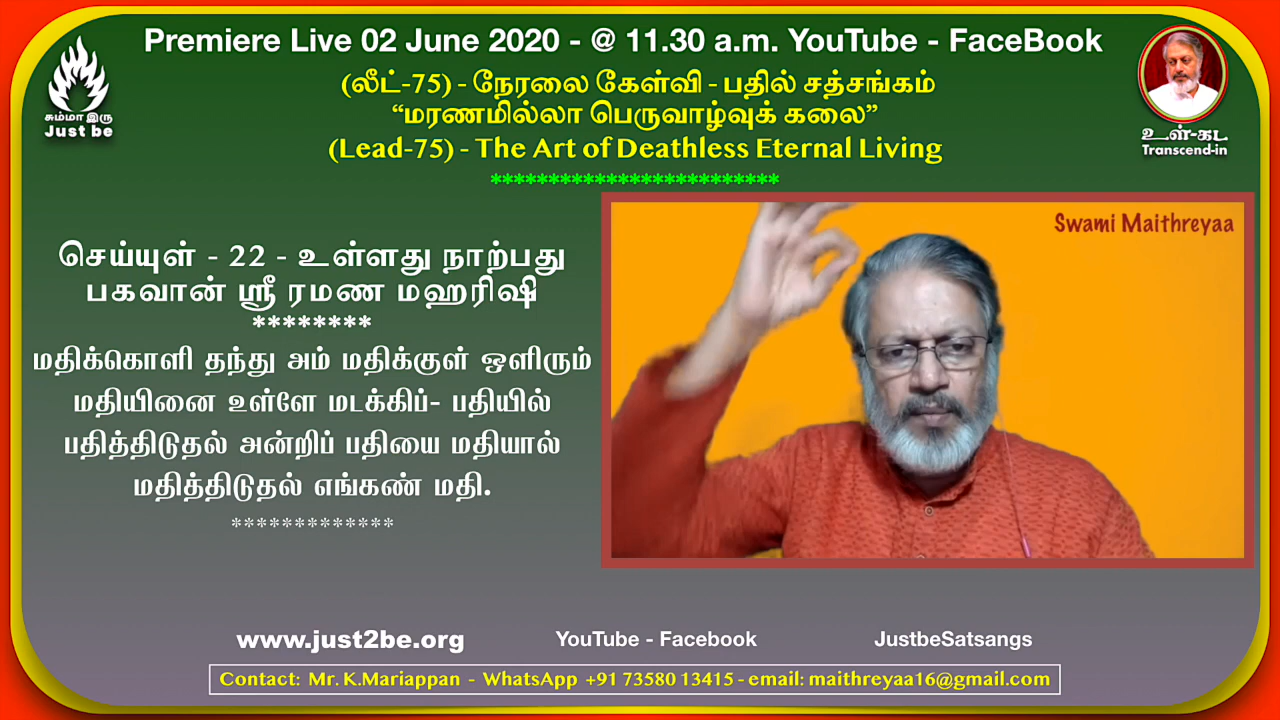 Premiere Live 02 June 2020 - @ 11.30 a.m. YouTube - FaceBook
(லீட்-75) - நேரலை கேள்வி - பதில் சத்சங்கம்
“மரணமில்லா பெருவாழ்வுக் கலை”
(Lead-75) - The Art of Deathless Eternal Living
*************************
சும்மா இரு
Just be
உள்-கட
Transcend-in
Swami Maithreyaa
செய்யுள் - 22 - உள்ளது நாற்பது
பகவான் ஸ்ரீ ரமண மஹரிஷி
********
மதிக்கொளி தந்து அம் மதிக்குள் ஒளிரும்
மதியினை உள்ளே மடக்கிப்- பதியில்
பதித்திடுதல் அன்றிப் பதியை மதியால்
மதித்திடுதல் எங்கண் மதி.
*************
www.just2be.org YouTube - Facebook JustbeSatsangs
Contact: Mr. K.Mariappan - WhatsApp +91 73580 13415 - email: maithreyaa16@gmail.com